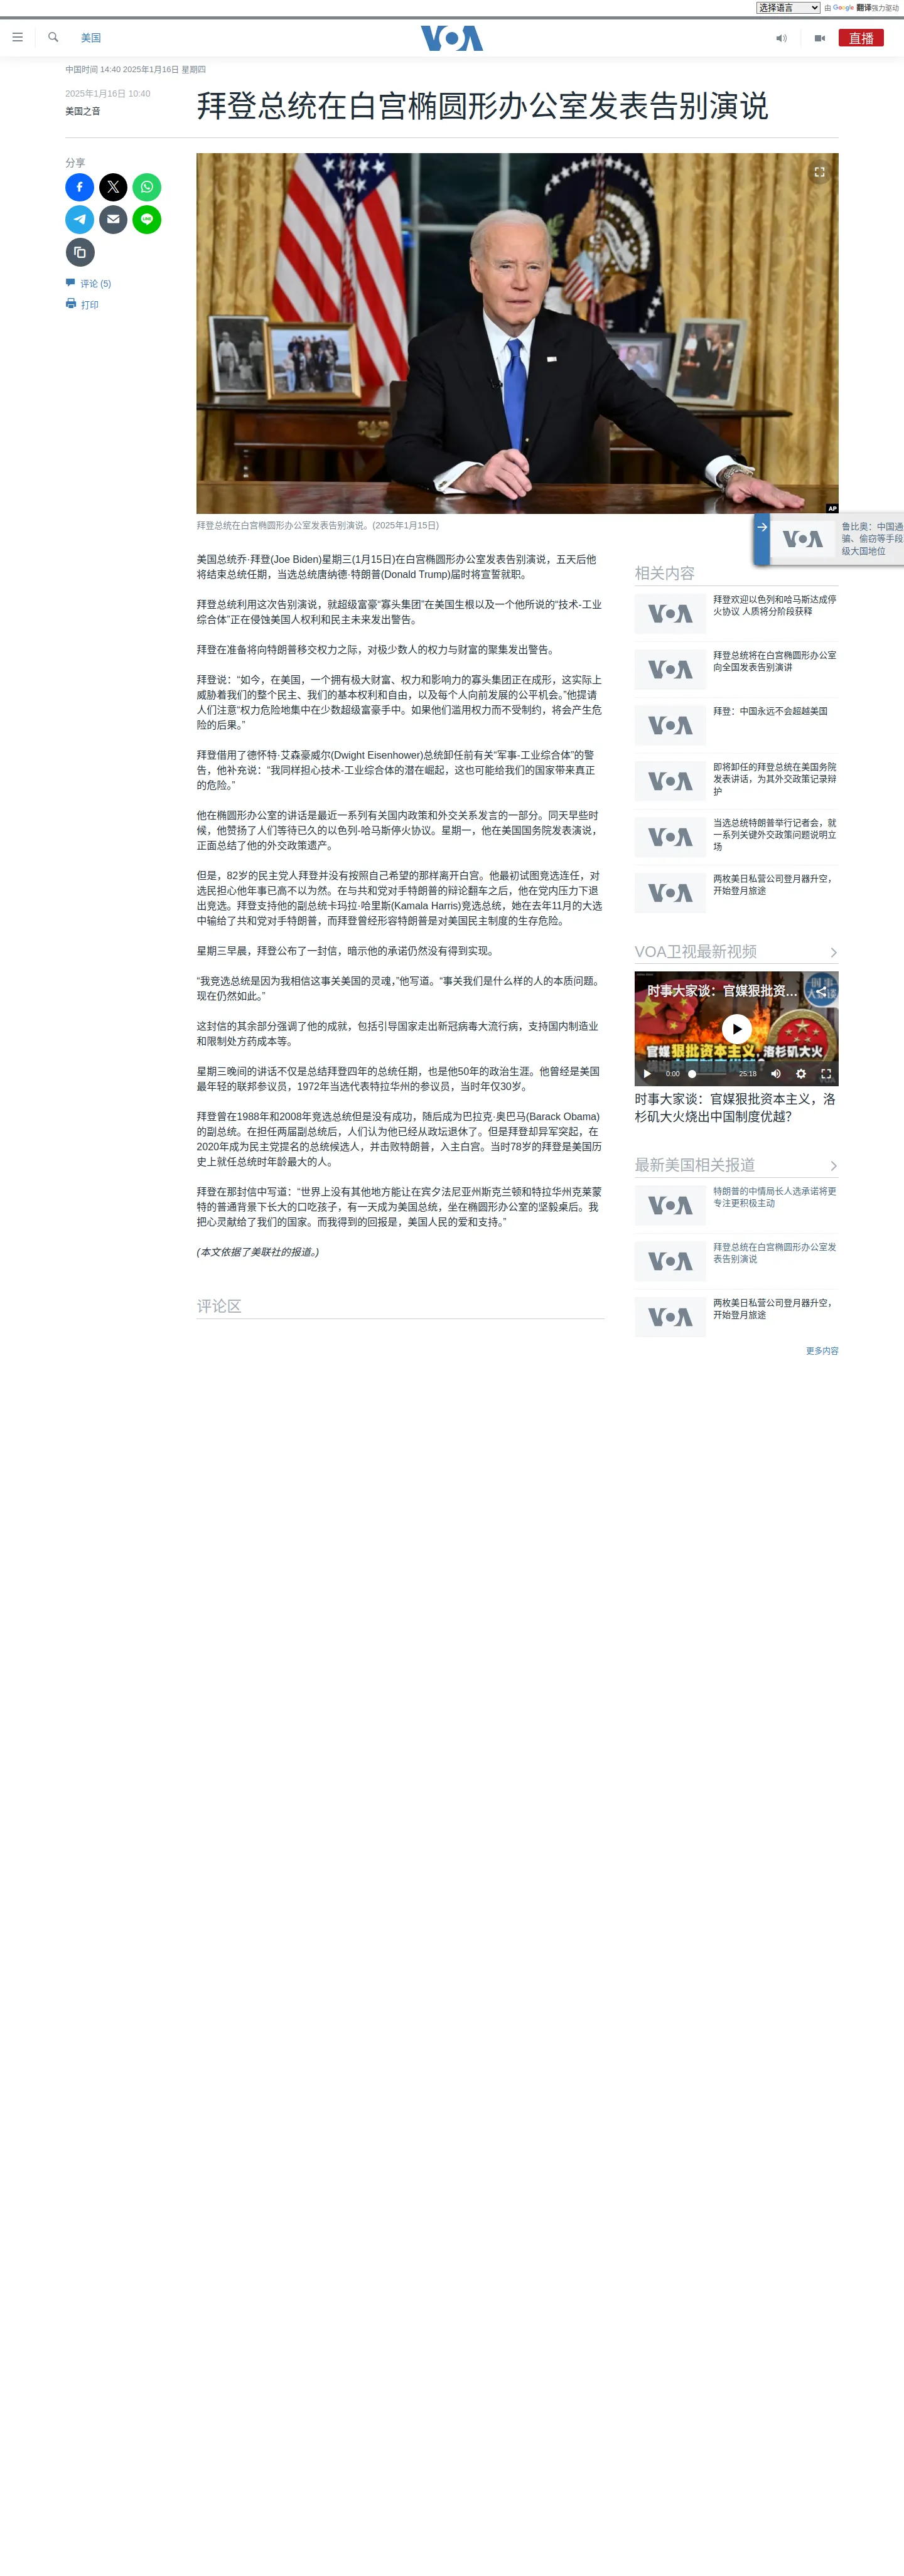 选择语言
由 Google 翻译强力驱动
美国
VOA
直播
中国时间 14:40 2025年1月16日 星期四
2025年1月16日 10:40
美国之音
拜登总统在白宫椭圆形办公室发表告别演说
分享
LINE
评论 (5)
打印
AP
拜登总统在白宫椭圆形办公室发表告别演说。(2025年1月15日)
VOA
鲁比奥：中国通
骗、偷窃等手段
级大国地位
美国总统乔·拜登(Joe Biden)星期三(1月15日)在白宫椭圆形办公室发表告别演说，五天后他
将结束总统任期，当选总统唐纳德·特朗普(Donald Trump)届时将宣誓就职。
拜登总统利用这次告别演说，就超级富豪“寡头集团”在美国生根以及一个他所说的“技术-工业
综合体”正在侵蚀美国人权利和民主未来发出警告。
拜登在准备将向特朗普移交权力之际，对极少数人的权力与财富的聚集发出警告。
拜登说：“如今，在美国，一个拥有极大财富、权力和影响力的寡头集团正在成形，这实际上
威胁着我们的整个民主、我们的基本权利和自由，以及每个人向前发展的公平机会。”他提请
人们注意“权力危险地集中在少数超级富豪手中。如果他们滥用权力而不受制约，将会产生危
险的后果。”
拜登借用了德怀特·艾森豪威尔(Dwight Eisenhower)总统卸任前有关“军事-工业综合体”的警
告，他补充说：“我同样担心技术-工业综合体的潜在崛起，这也可能给我们的国家带来真正
的危险。”
他在椭圆形办公室的讲话是最近一系列有关国内政策和外交关系发言的一部分。同天早些时
候，他赞扬了人们等待已久的以色列-哈马斯停火协议。星期一，他在美国国务院发表演说，
正面总结了他的外交政策遗产。
但是，82岁的民主党人拜登并没有按照自己希望的那样离开白宫。他最初试图竞选连任，对
选民担心他年事已高不以为然。在与共和党对手特朗普的辩论翻车之后，他在党内压力下退
出竞选。拜登支持他的副总统卡玛拉·哈里斯(Kamala Harris)竞选总统，她在去年11月的大选
中输给了共和党对手特朗普，而拜登曾经形容特朗普是对美国民主制度的生存危险。
星期三早晨，拜登公布了一封信，暗示他的承诺仍然没有得到实现。
“我竞选总统是因为我相信这事关美国的灵魂，”他写道。“事关我们是什么样的人的本质问题。
现在仍然如此。”
这封信的其余部分强调了他的成就，包括引导国家走出新冠病毒大流行病，支持国内制造业
和限制处方药成本等。
星期三晚间的讲话不仅是总结拜登四年的总统任期，也是他50年的政治生涯。他曾经是美国
最年轻的联邦参议员，1972年当选代表特拉华州的参议员，当时年仅30岁。
拜登曾在1988年和2008年竞选总统但是没有成功，随后成为巴拉克·奥巴马(Barack Obama)
的副总统。在担任两届副总统后，人们认为他已经从政坛退休了。但是拜登却异军突起，在
2020年成为民主党提名的总统候选人，并击败特朗普，入主白宫。当时78岁的拜登是美国历
史上就任总统时年龄最大的人。
拜登在那封信中写道：“世界上没有其他地方能让在宾夕法尼亚州斯克兰顿和特拉华州克莱蒙
特的普通背景下长大的口吃孩子，有一天成为美国总统，坐在椭圆形办公室的坚毅桌后。我
把心灵献给了我们的国家。而我得到的回报是，美国人民的爱和支持。”
(本文依据了美联社的报道。)
评论区
相关内容
VOA
拜登欢迎以色列和哈马斯达成停
火协议 人质将分阶段获释
VOA
拜登总统将在白宫椭圆形办公室
向全国发表告别演讲
VOA
拜登：中国永远不会超越美国
VOA
即将卸任的拜登总统在美国务院
发表讲话，为其外交政策记录辩
护
VOA
当选总统特朗普举行记者会，就
一系列关键外交政策问题说明立
场
VOA
两枚美日私营公司登月器升空，
开始登月旅途
VOA卫视最新视频
时事大家谈：官媒狠批资…
官媒狠批资本主义，洛杉矶大火
0:00
25:18
时事大家谈：官媒狠批资本主义，洛
杉矶大火烧出中国制度优越？
最新美国相关报道
VOA
特朗普的中情局长人选承诺将更
专注更积极主动
VOA
拜登总统在白宫椭圆形办公室发
表告别演说
VOA
两枚美日私营公司登月器升空，
开始登月旅途
更多内容